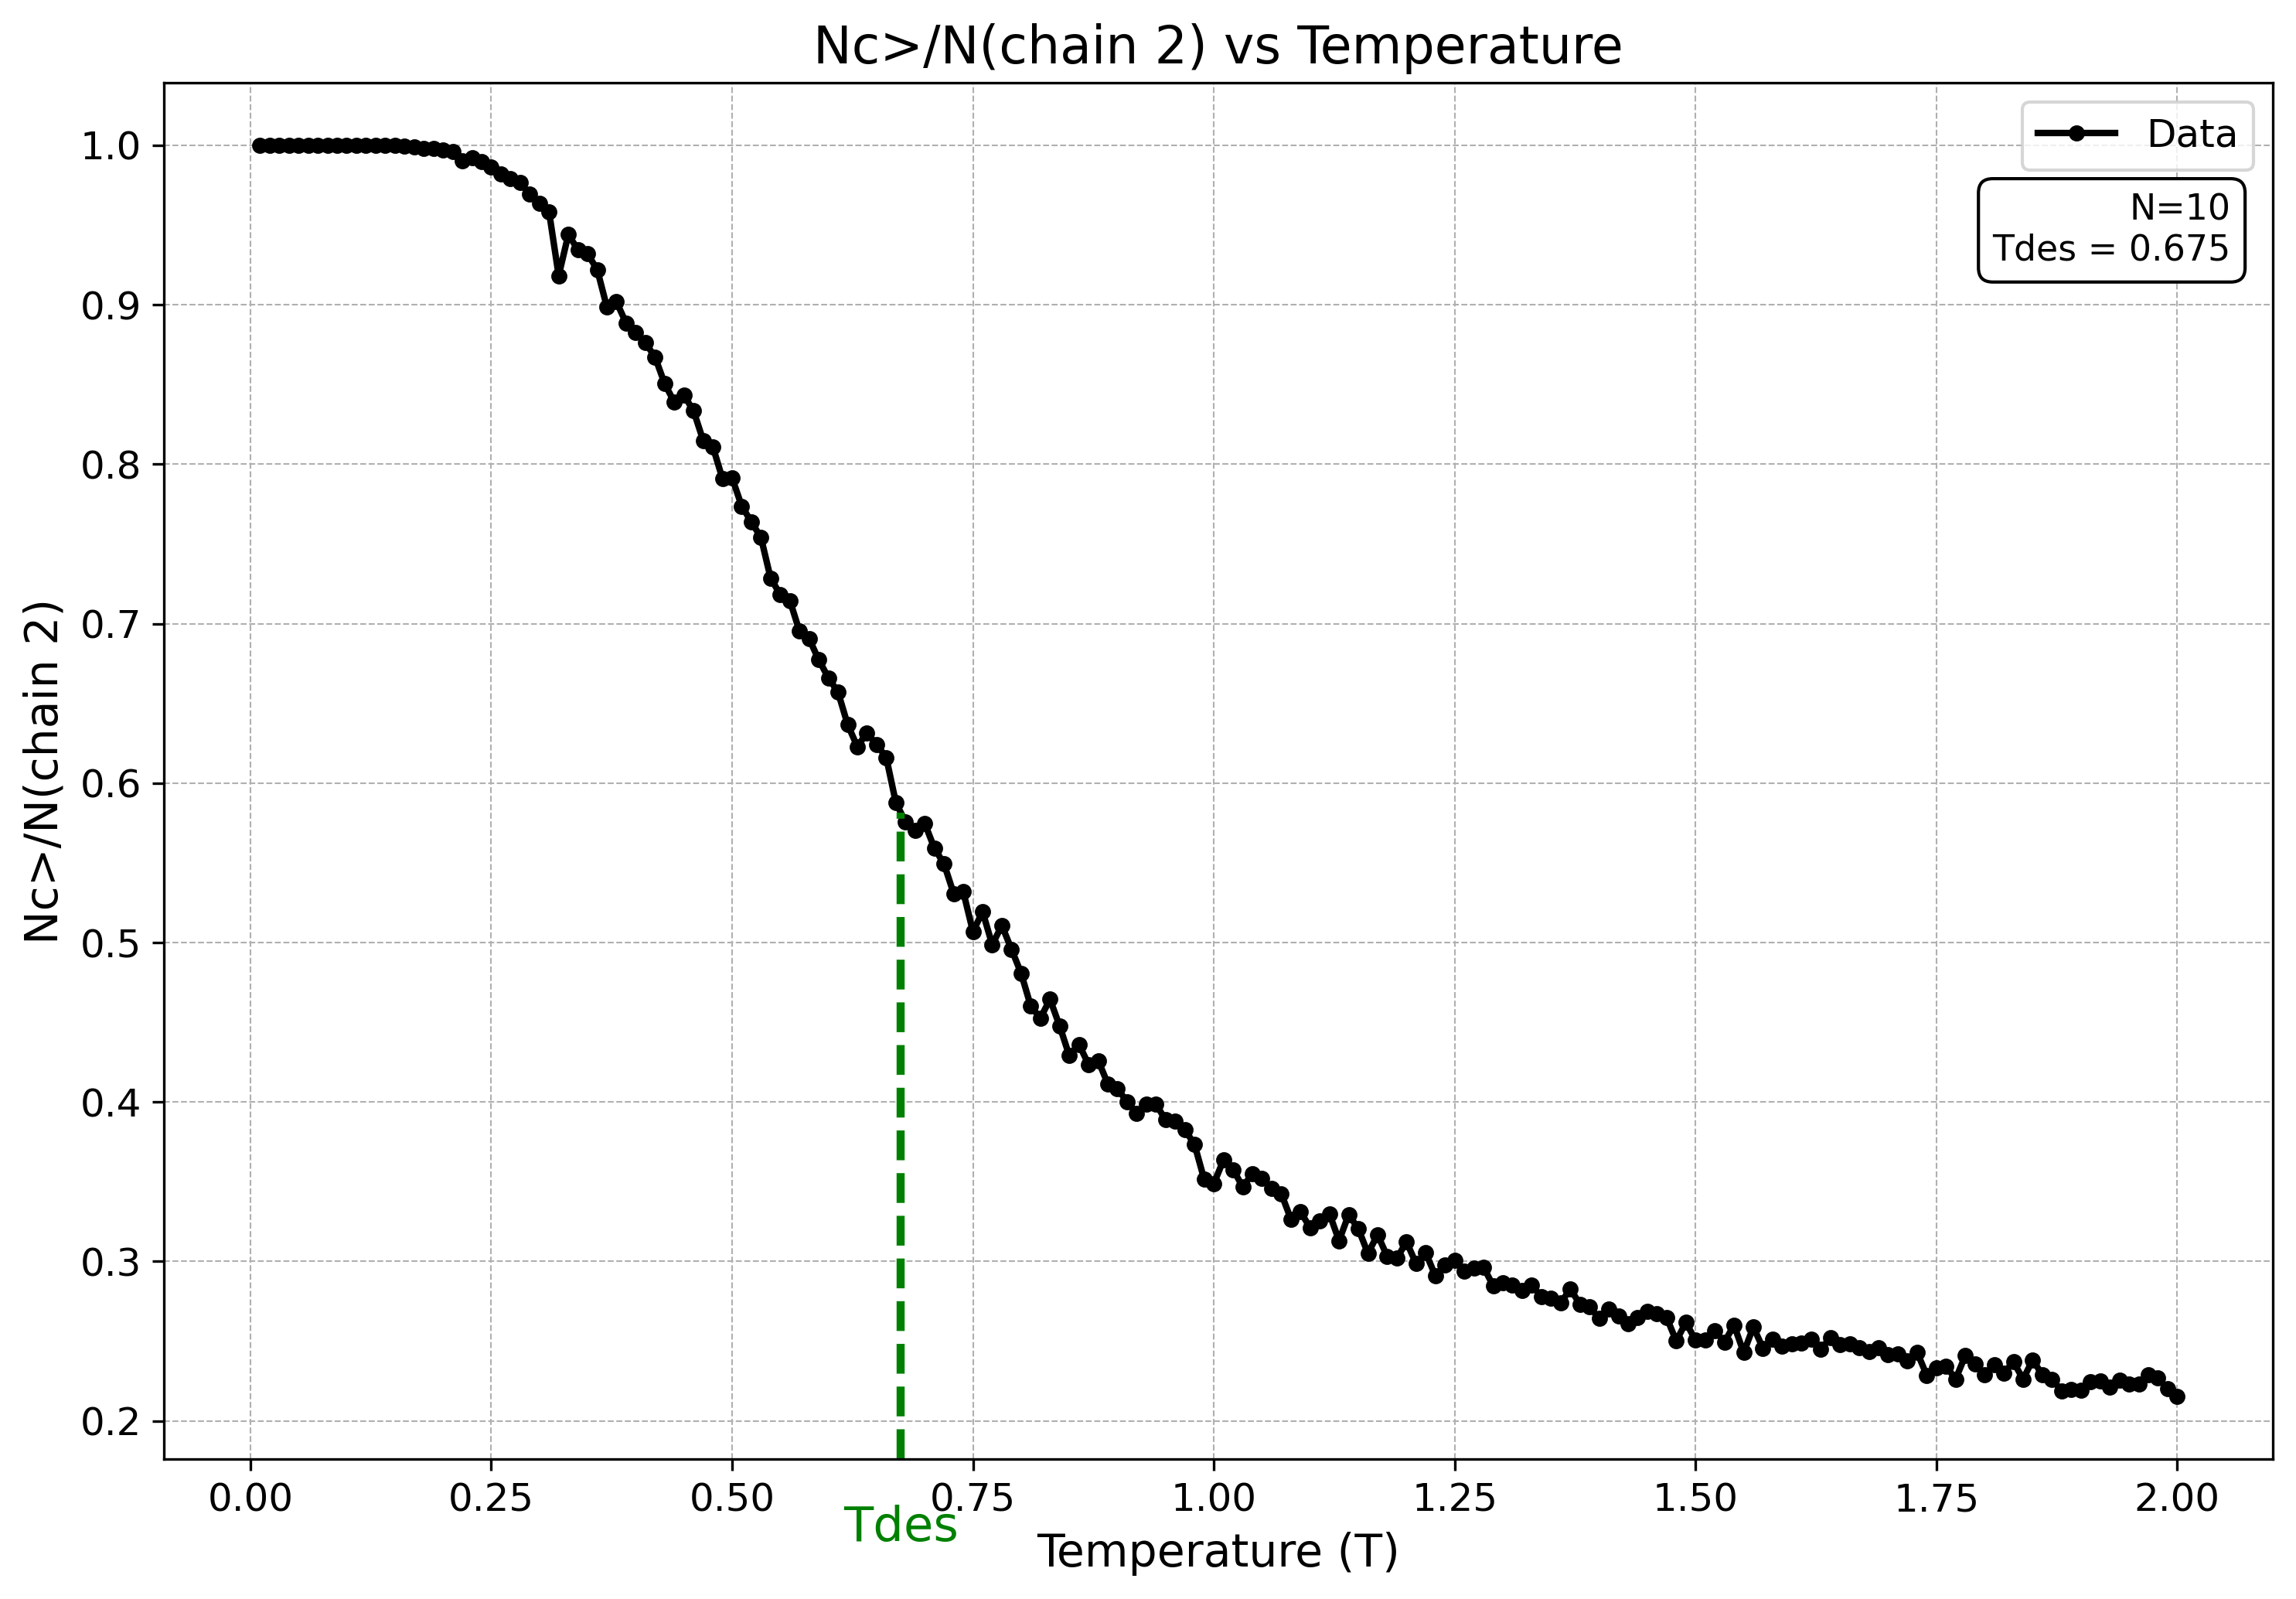 Nc>/N(chain 2) vs Temperature
Data
N=10
Tdes = 0.675
Nc>/N(chain 2)
1.0
0.9
0.8
0.7
0.6
0.5
0.4
0.3
0.2
0.00 0.25 0.50 0.75 1.00 1.25 1.50 1.75 2.00
Tdes
Temperature (T)